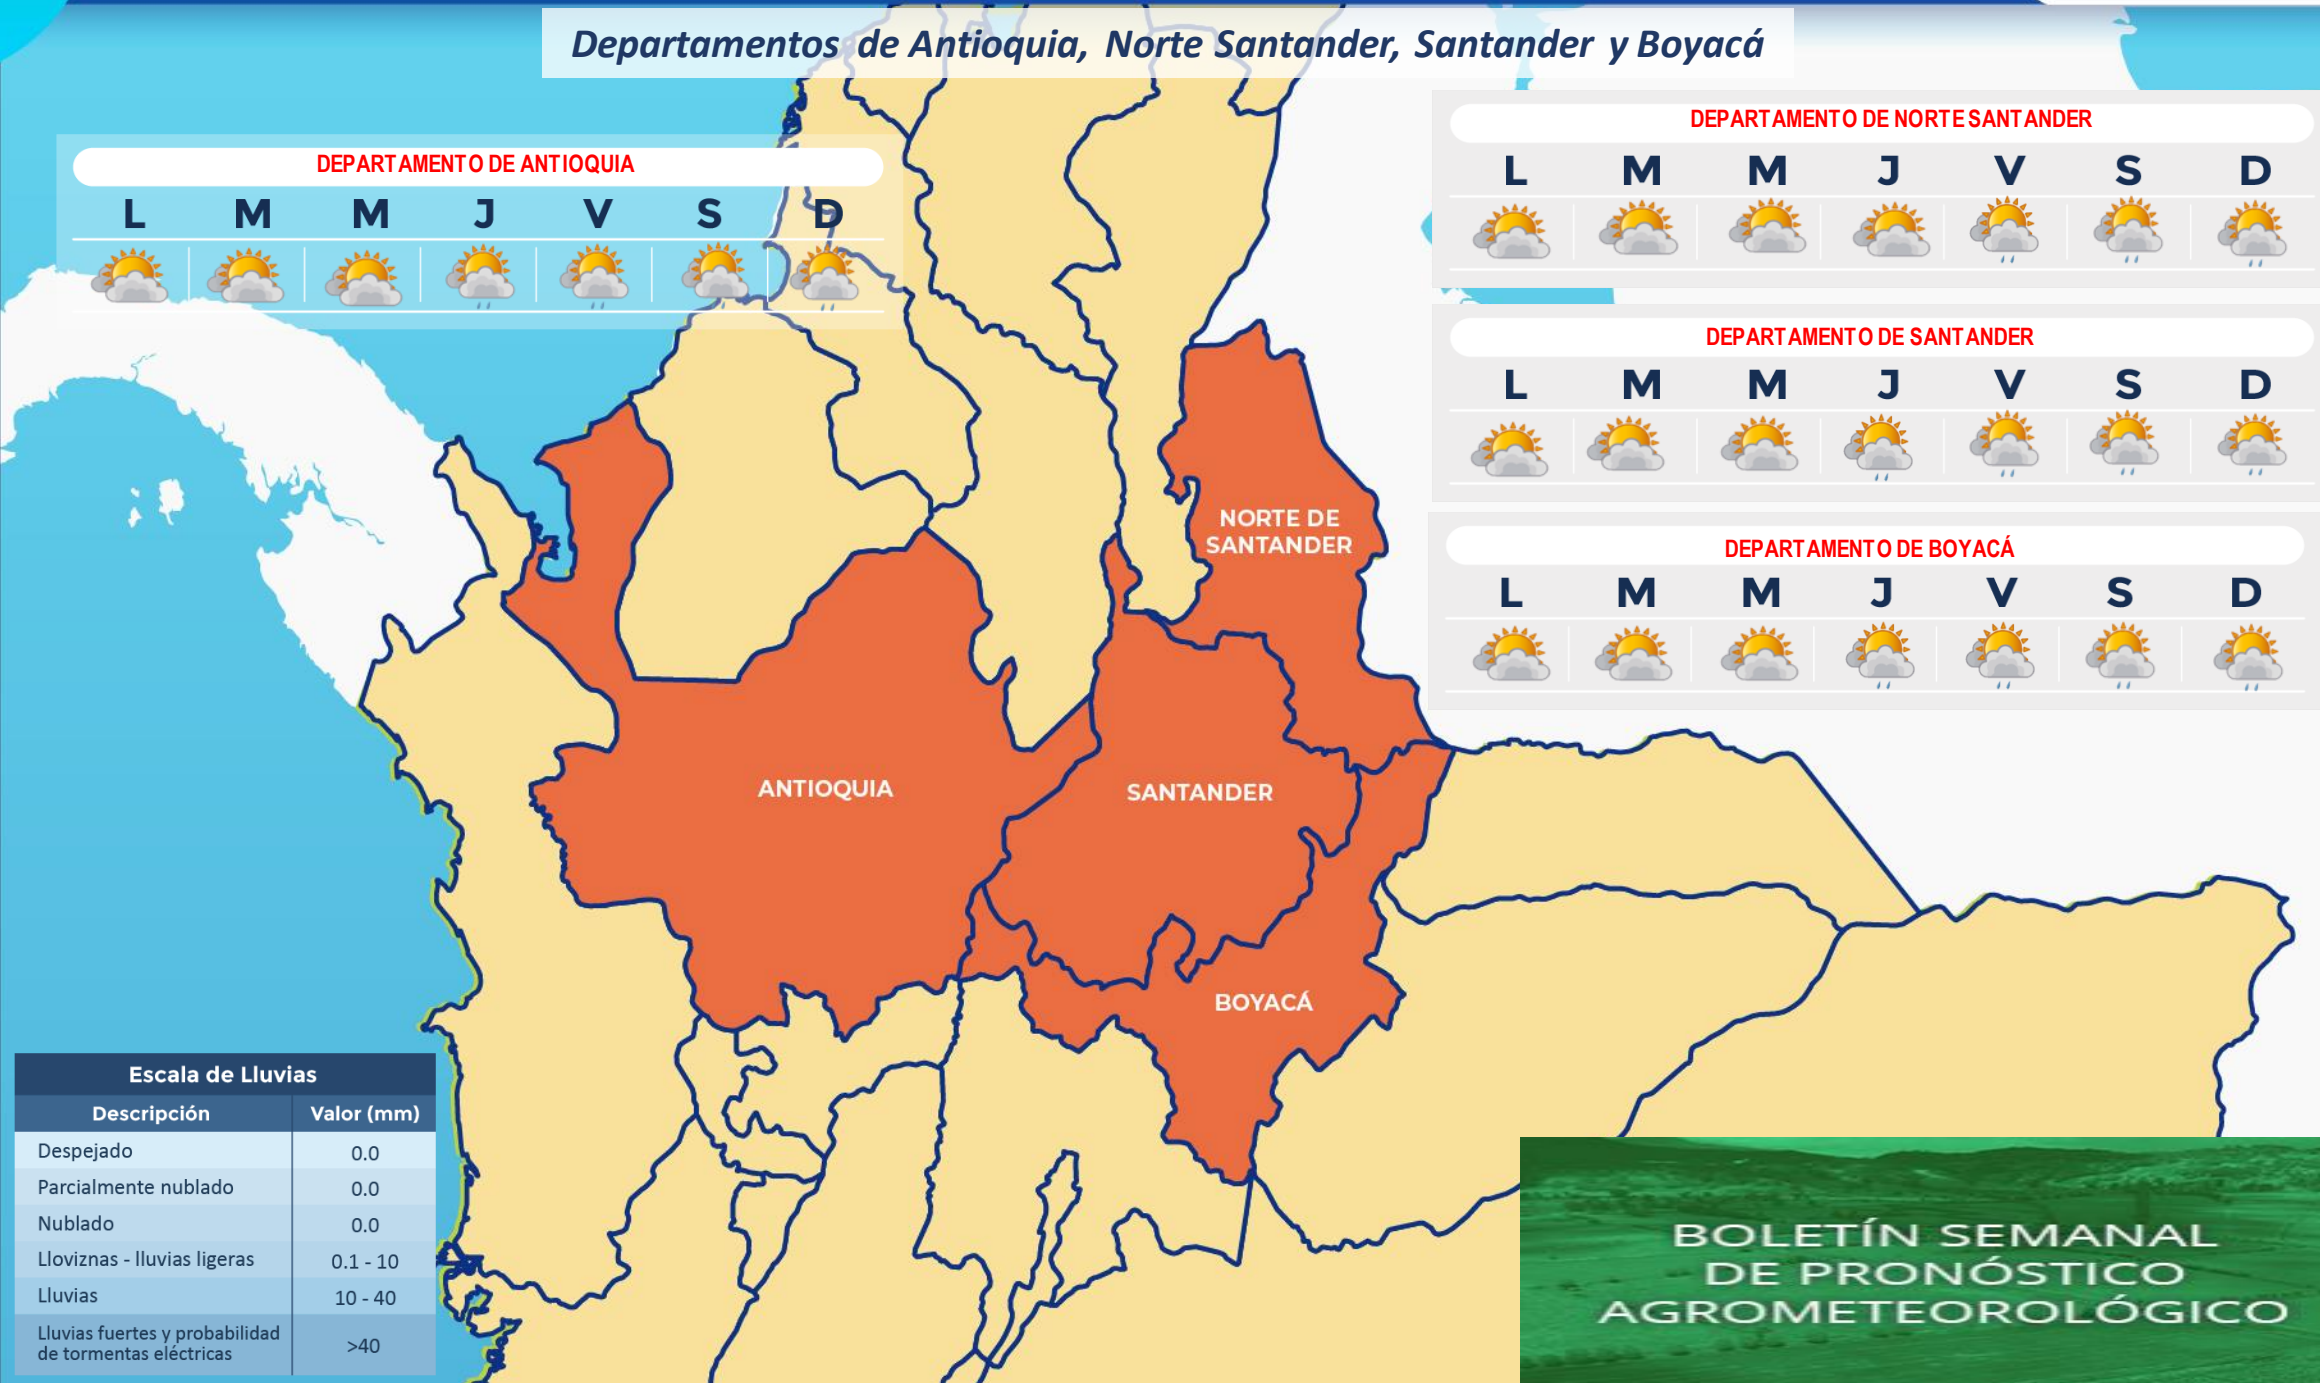 Departamentos de Antioquia, Norte Santander, Santander y Boyacá
DEPARTAMENTO DE ANTIOQUIA
L M M J V S D
DEPARTAMENTO DE NORTE SANTANDER
L M M J V S D
DEPARTAMENTO DE SANTANDER
L M M J V S D
DEPARTAMENTO DE BOYACÁ
L M M J V S D
NORTE DE
SANTANDER
ANTIOQUIA
SANTANDER
BOYACÁ
Escala de Lluvias
Descripción Valor (mm)
Despejado 0.0
Parcialmente nublado 0.0
Nublado 0.0
Lloviznas - lluvias ligeras 0.1 - 10
Lluvias 10 - 40
Lluvias fuertes y probabilidad
de tormentas eléctricas >40
BOLETÍN SEMANAL
DE PRONÓSTICO
AGROMETEOROLÓGICO